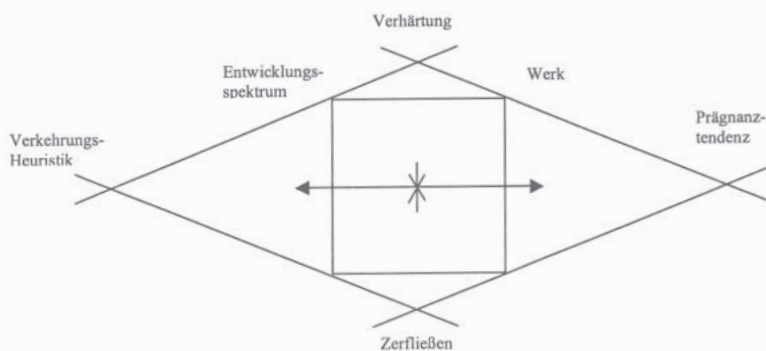 Verhärtung
Entwicklungs-
spektrum
Werk
Prägnanz-
tendenz
Verkehrungs-
Heuristik
Zerfließen